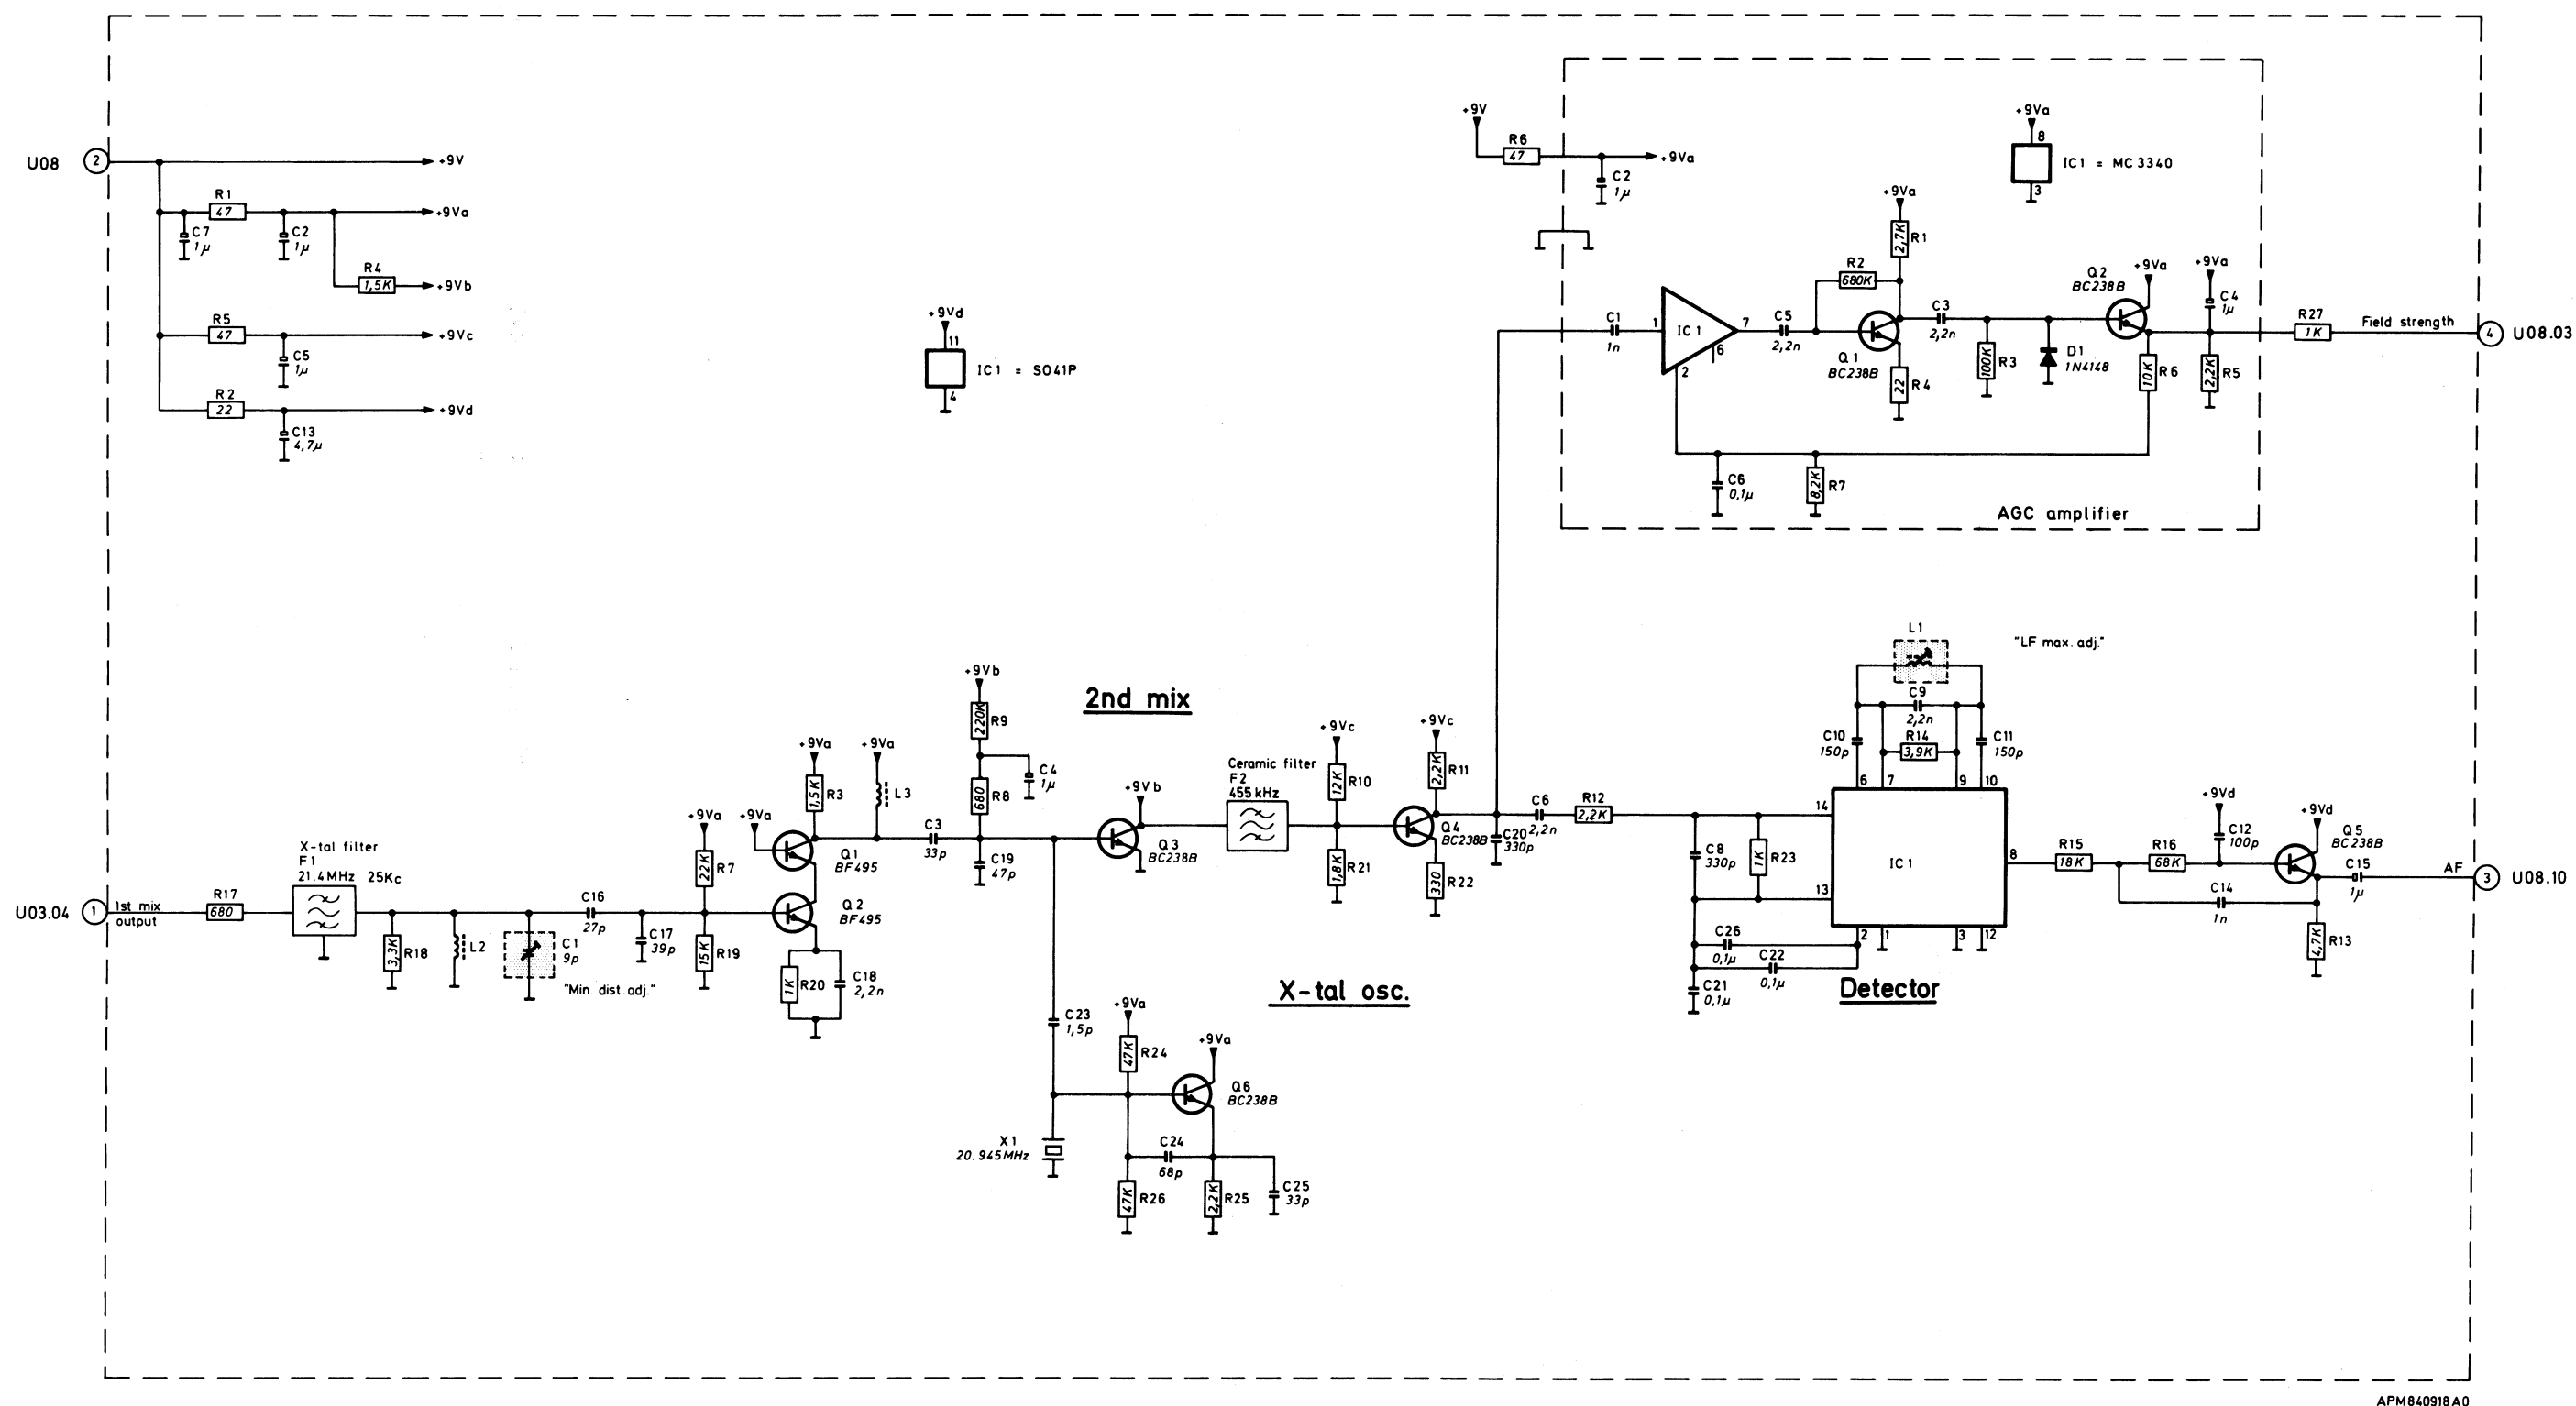 U08
2
+9V
R1
47
+9Va
C7
1µ
C2
1µ
R4
1,5K
+9Vb
R5
47
+9Vc
C5
1µ
R2
22
+9Vd
C13
4,7µ
+9Vd
11
IC1 = SO41P
4
+9V
R6
47
+9Va
C2
1µ
+9Va
8
IC1 = MC3340
3
+9Va
2,7K
R1
R2
680K
C1
1n
1
IC1
7
6
2
C5
2,2n
Q1
BC238B
22
R4
C3
2,2n
100K
R3
D1
1N4148
Q2
BC238B
+9Va
10K
R6
+9Va
C4
1µ
2,2K
R5
R27
1K
Field strength
4
U08.03
C6
0,1µ
8,2K
R7
AGC amplifier
U03.04
1
1st mix
output
R17
680
X-tal filter
F1
21.4MHz 25Kc
3,3K
R18
L2
C1
9p
"Min. dist. adj."
C16
27p
C17
39p
+9Va
22K
R7
15K
R19
+9Va
+9Va
1,5K
R3
+9Va
L3
Q1
BF495
Q2
BF495
1K
R20
C18
2,2n
C3
33p
+9Vb
220K
R9
680
R8
C4
1µ
C19
47p
2nd mix
+9Vb
Q3
BC238B
Ceramic filter
F2
455 kHz
+9Vc
12K
R10
1,8K
R21
+9Vc
2,2K
R11
Q4
BC238B
330
R22
C20
330p
C6
2,2n
R12
2,2K
C8
330p
1K
R23
14
13
C26
0,1µ
C22
0,1µ
C21
0,1µ
L1
"LF max. adj."
C9
2,2n
C10
150p
R14
3,9K
C11
150p
6
7
9
10
IC1
8
2
1
3
12
Detector
R15
18K
R16
68K
+9Vd
C12
100p
C14
1n
+9Vd
Q5
BC238B
C15
1µ
4,7K
R13
AF
3
U08.10
X-tal osc.
C23
1,5p
+9Va
47K
R24
+9Va
Q6
BC238B
X1
20.945MHz
C24
68p
47K
R26
2,2K
R25
C25
33p
APM840918A0